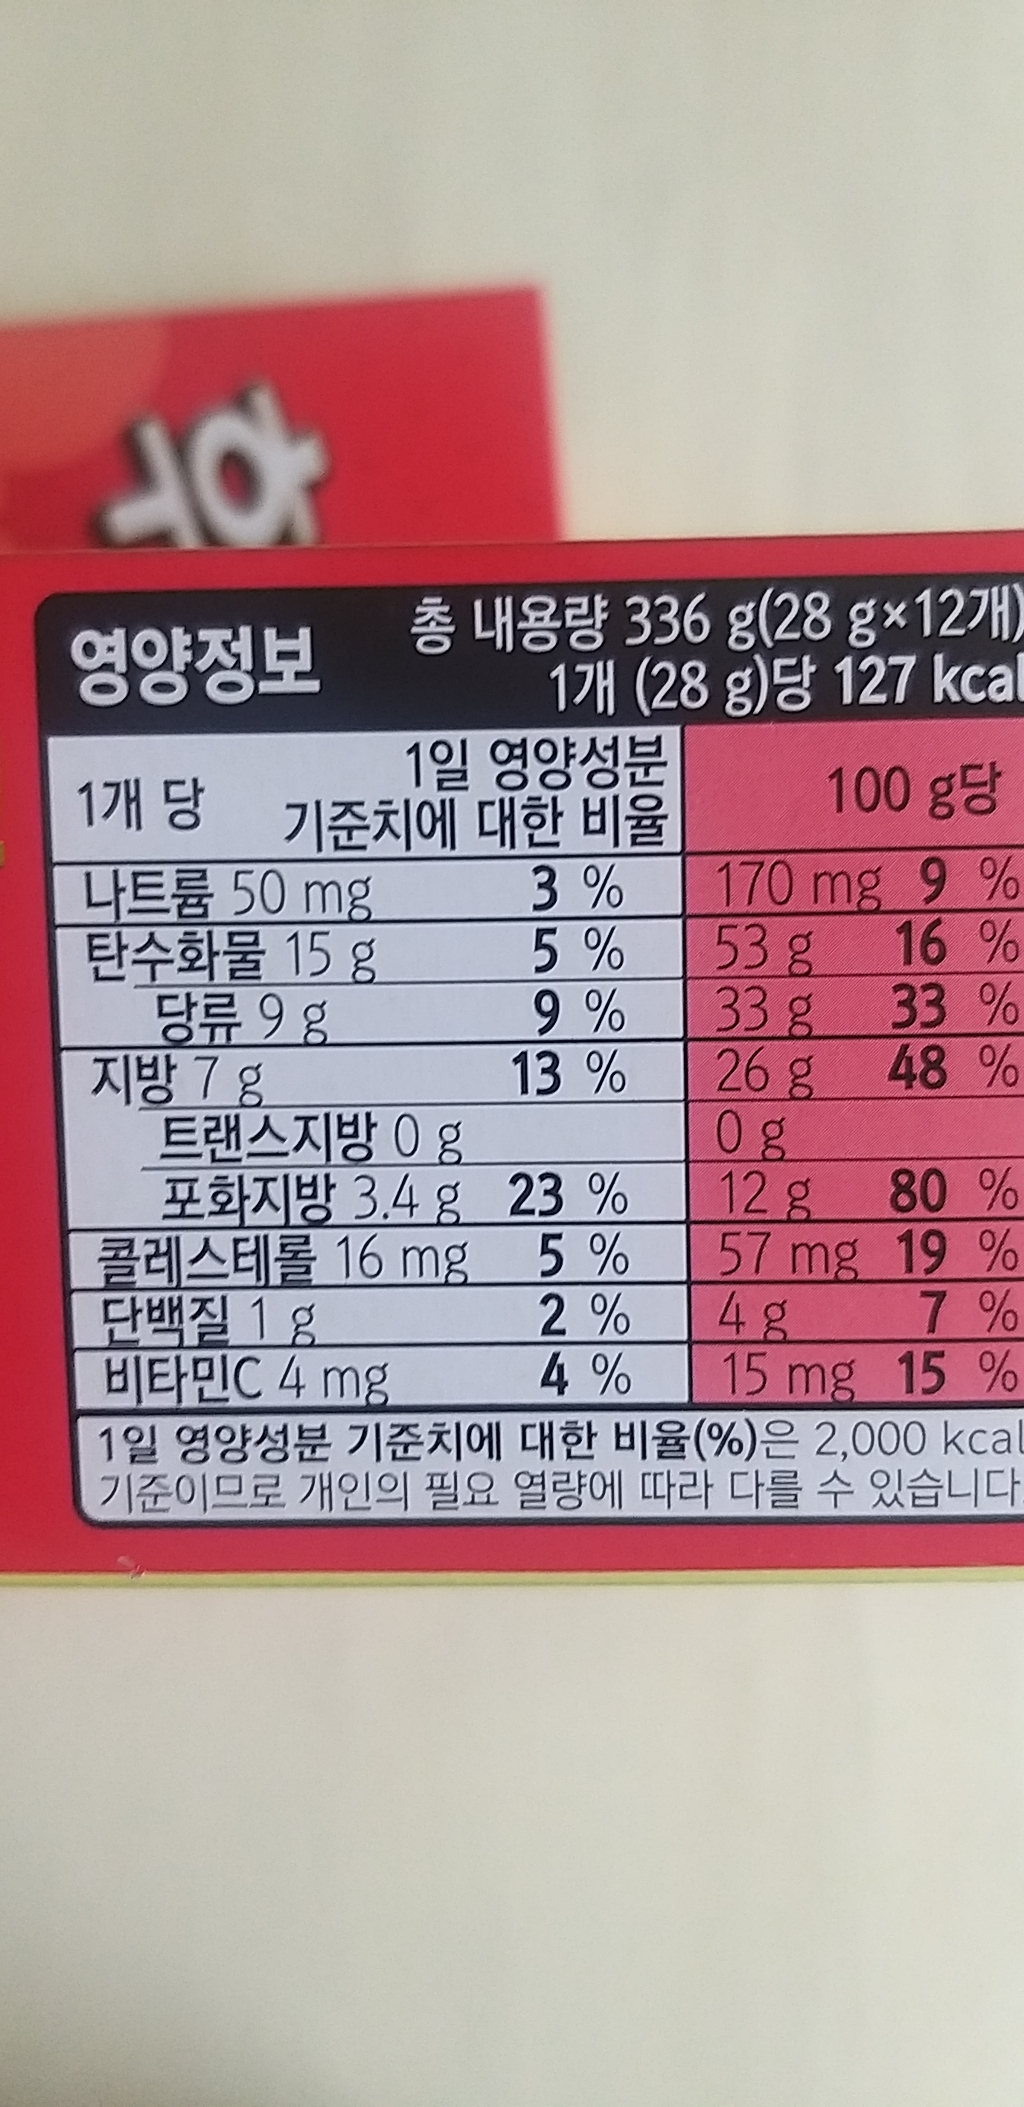 후
영양정보
총 내용량 336 g(28 g×12개)
1개 (28 g)당 127 kcal
1개 당
1일 영양성분
기준치에 대한 비율
100 g당
나트륨 50 mg 3 % 170 mg 9 %
탄수화물 15 g 5 % 53 g 16 %
당류 9 g 9 % 33 g 33 %
지방 7 g 13 % 26 g 48 %
트랜스지방 0 g 0 g
포화지방 3.4 g 23 % 12 g 80 %
콜레스테롤 16 mg 5 % 57 mg 19 %
단백질 1 g 2 % 4 g 7 %
비타민C 4 mg 4 % 15 mg 15 %
1일 영양성분 기준치에 대한 비율(%)은 2,000 kcal
기준이므로 개인의 필요 열량에 따라 다를 수 있습니다.